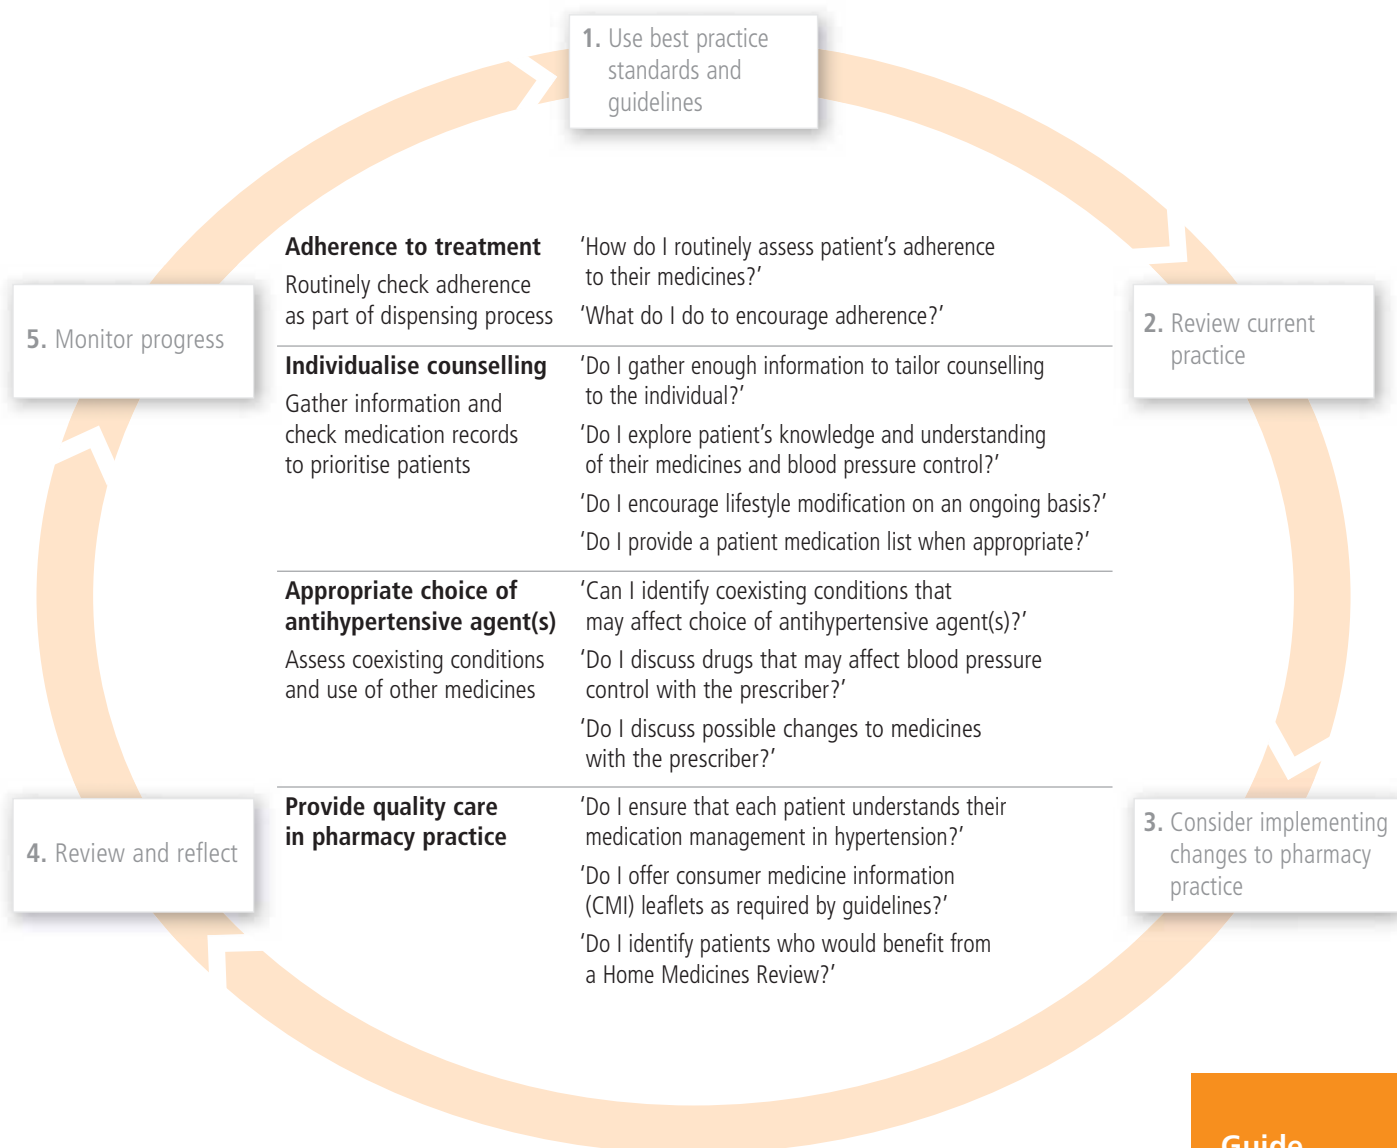 1. Use best practice
standards and
guidelines
Adherence to treatment
Routinely check adherence
as part of dispensing process
'How do I routinely assess patient's adherence
to their medicines?'
'What do I do to encourage adherence?'
5. Monitor progress
2. Review current
practice
Individualise counselling
Gather information and
check medication records
to prioritise patients
'Do I gather enough information to tailor counselling
to the individual?'
'Do I explore patient's knowledge and understanding
of their medicines and blood pressure control?'
'Do I encourage lifestyle modification on an ongoing basis?'
'Do I provide a patient medication list when appropriate?'
Appropriate choice of
antihypertensive agent(s)
Assess coexisting conditions
and use of other medicines
'Can I identify coexisting conditions that
may affect choice of antihypertensive agent(s)?'
'Do I discuss drugs that may affect blood pressure
control with the prescriber?'
'Do I discuss possible changes to medicines
with the prescriber?'
Provide quality care
in pharmacy practice
'Do I ensure that each patient understands their
medication management in hypertension?'
'Do I offer consumer medicine information
(CMI) leaflets as required by guidelines?'
'Do I identify patients who would benefit from
a Home Medicines Review?'
4. Review and reflect
3. Consider implementing
changes to pharmacy
practice
Guide